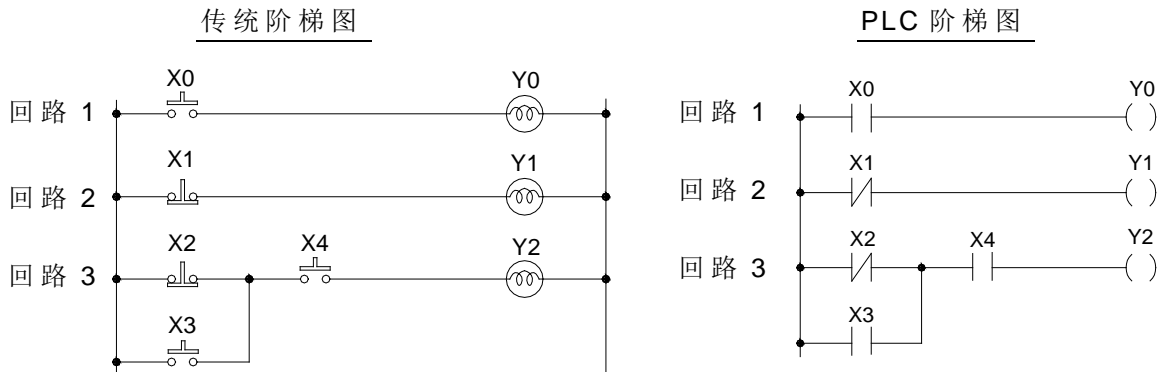 传统阶梯图
X0 Y0
回路 1
X1 Y1
回路 2
X2 X4 Y2
回路 3
X3
PLC 阶梯图
X0 Y0
回路 1
X1 Y1
回路 2
X2 X4 Y2
回路 3
X3